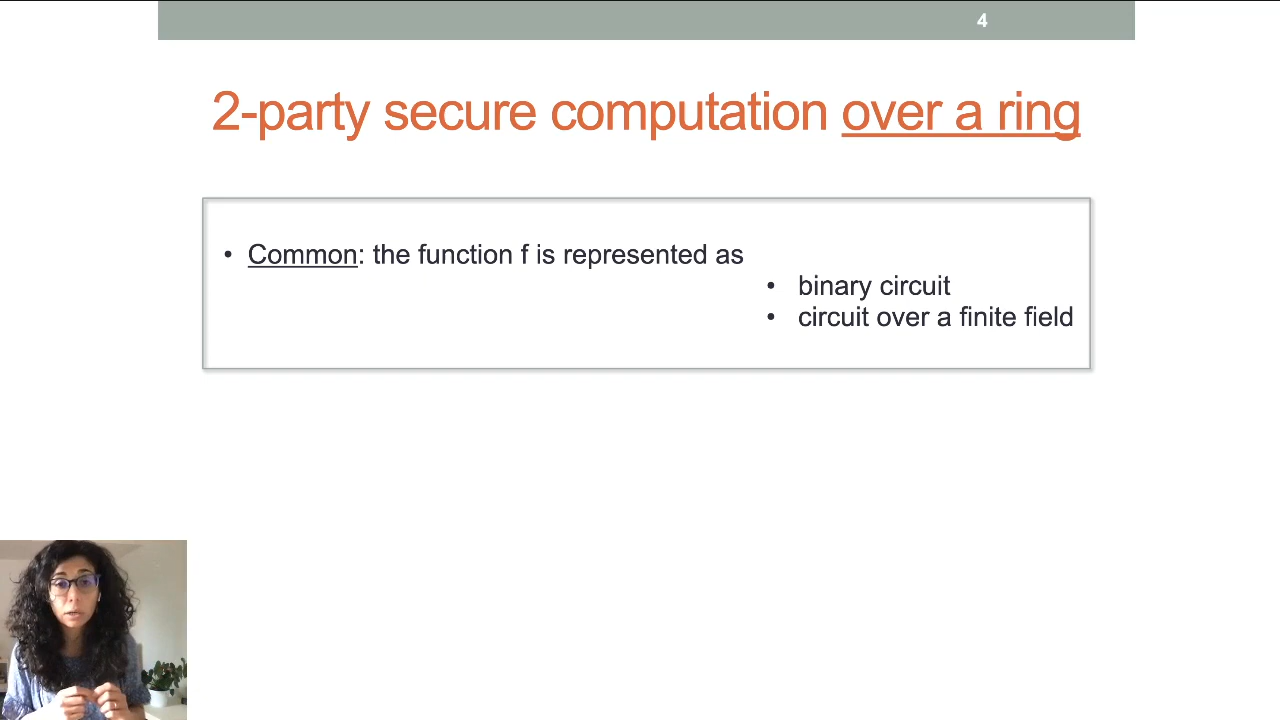 4
2-party secure computation over a ring
• Common: the function f is represented as
• binary circuit
• circuit over a finite field